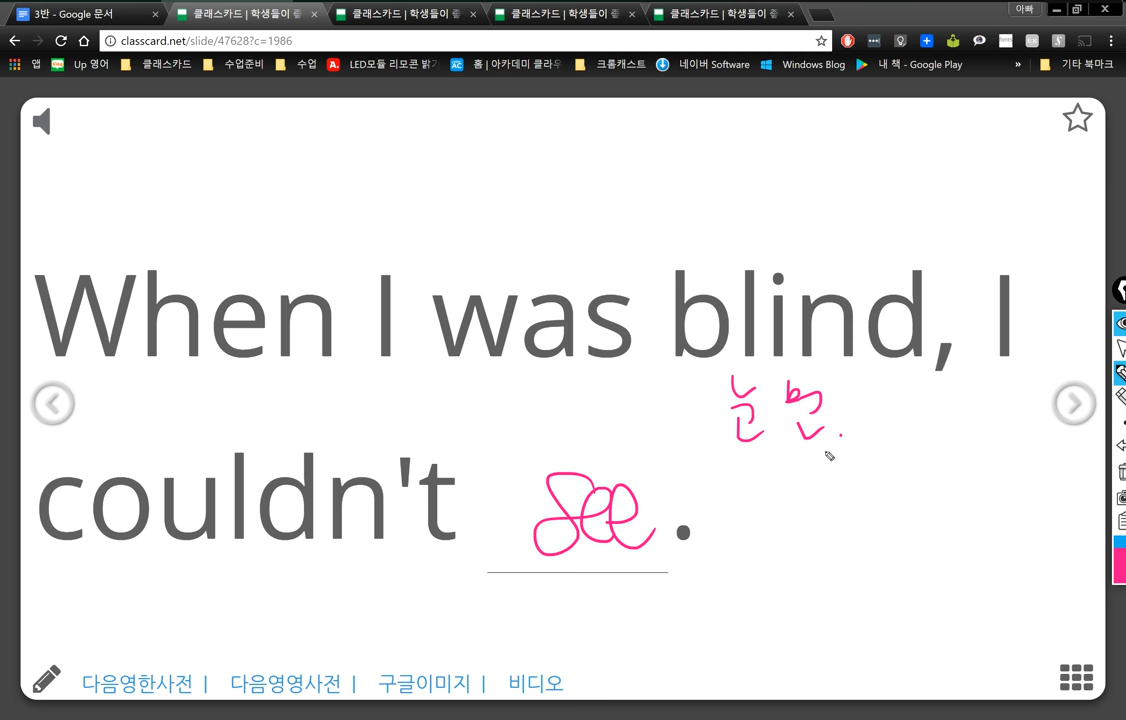 3반 - Google 문서
클래스카드 | 학생들이 좋
클래스카드 | 학생들이 좋
클래스카드 | 학생들이 좋
클래스카드 | 학생들이 좋
아빠
classcard.net/slide/47628?c=1986
앱
Up 영어
클래스카드
수업준비
수업
LED모듈 리모콘 밝기
홈 | 아카데미 클라우
크롬캐스트
네이버 Software
Windows Blog
내 책 - Google Play
»
기타 북마크
When I was blind, I
눈 먼.
couldn't see.
다음영한사전 | 다음영영사전 | 구글이미지 | 비디오